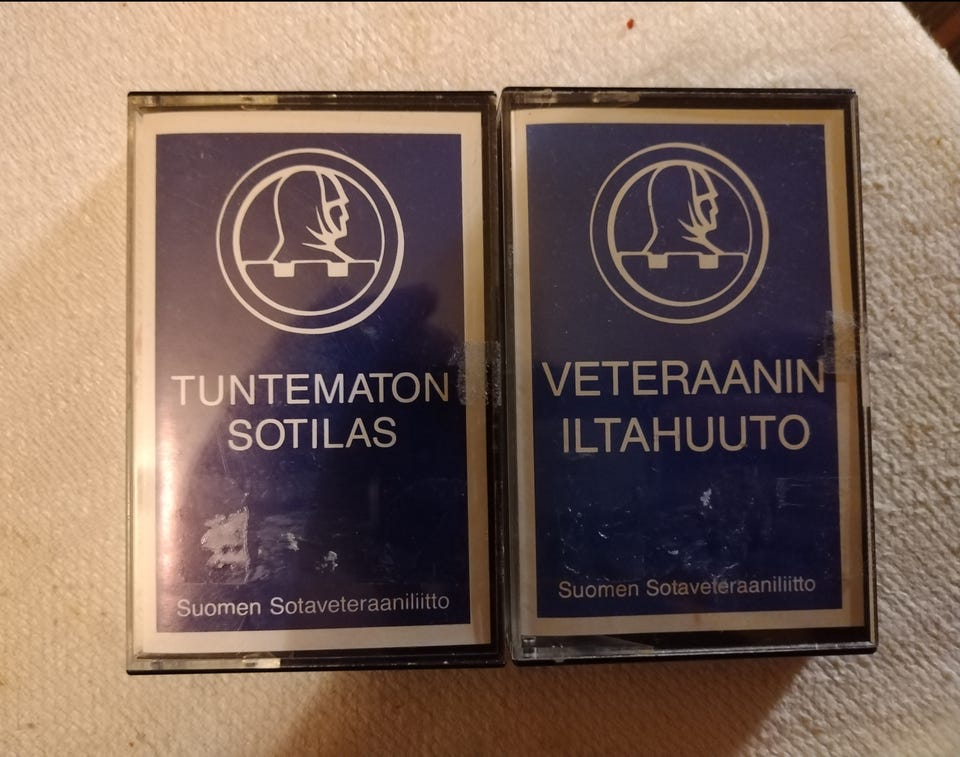 TUNTEMATON
SOTILAS
Suomen Sotaveteraaniliitto
VETERAANIN
ILTAHUUTO
Suomen Sotaveteraaniliitto